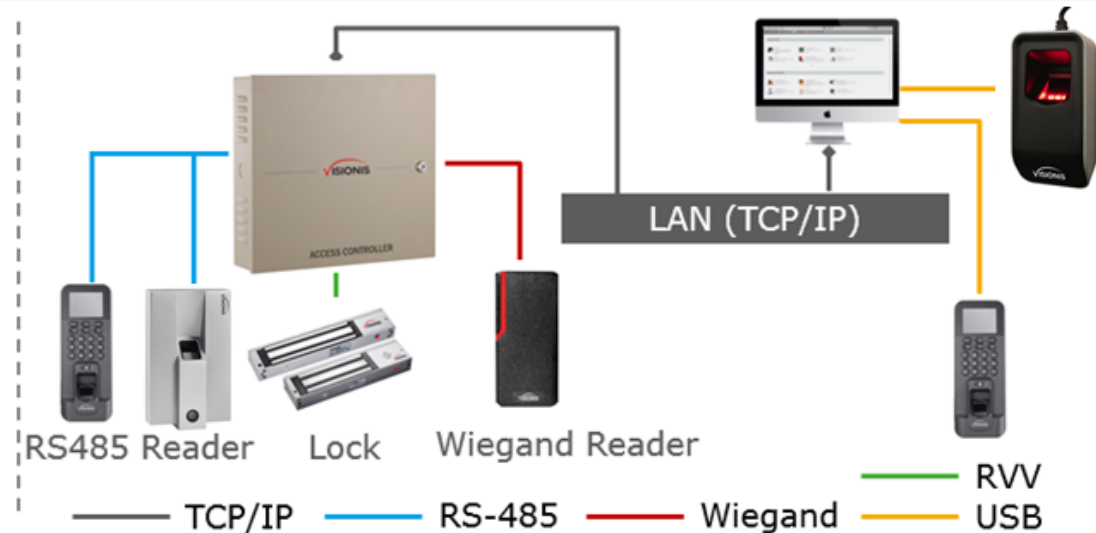 VISIONIS
ACCESS CONTROLLER
LAN (TCP/IP)
VISIONIS
RS485 Reader
Lock
Wiegand Reader
RVV
TCP/IP
RS-485
Wiegand
USB